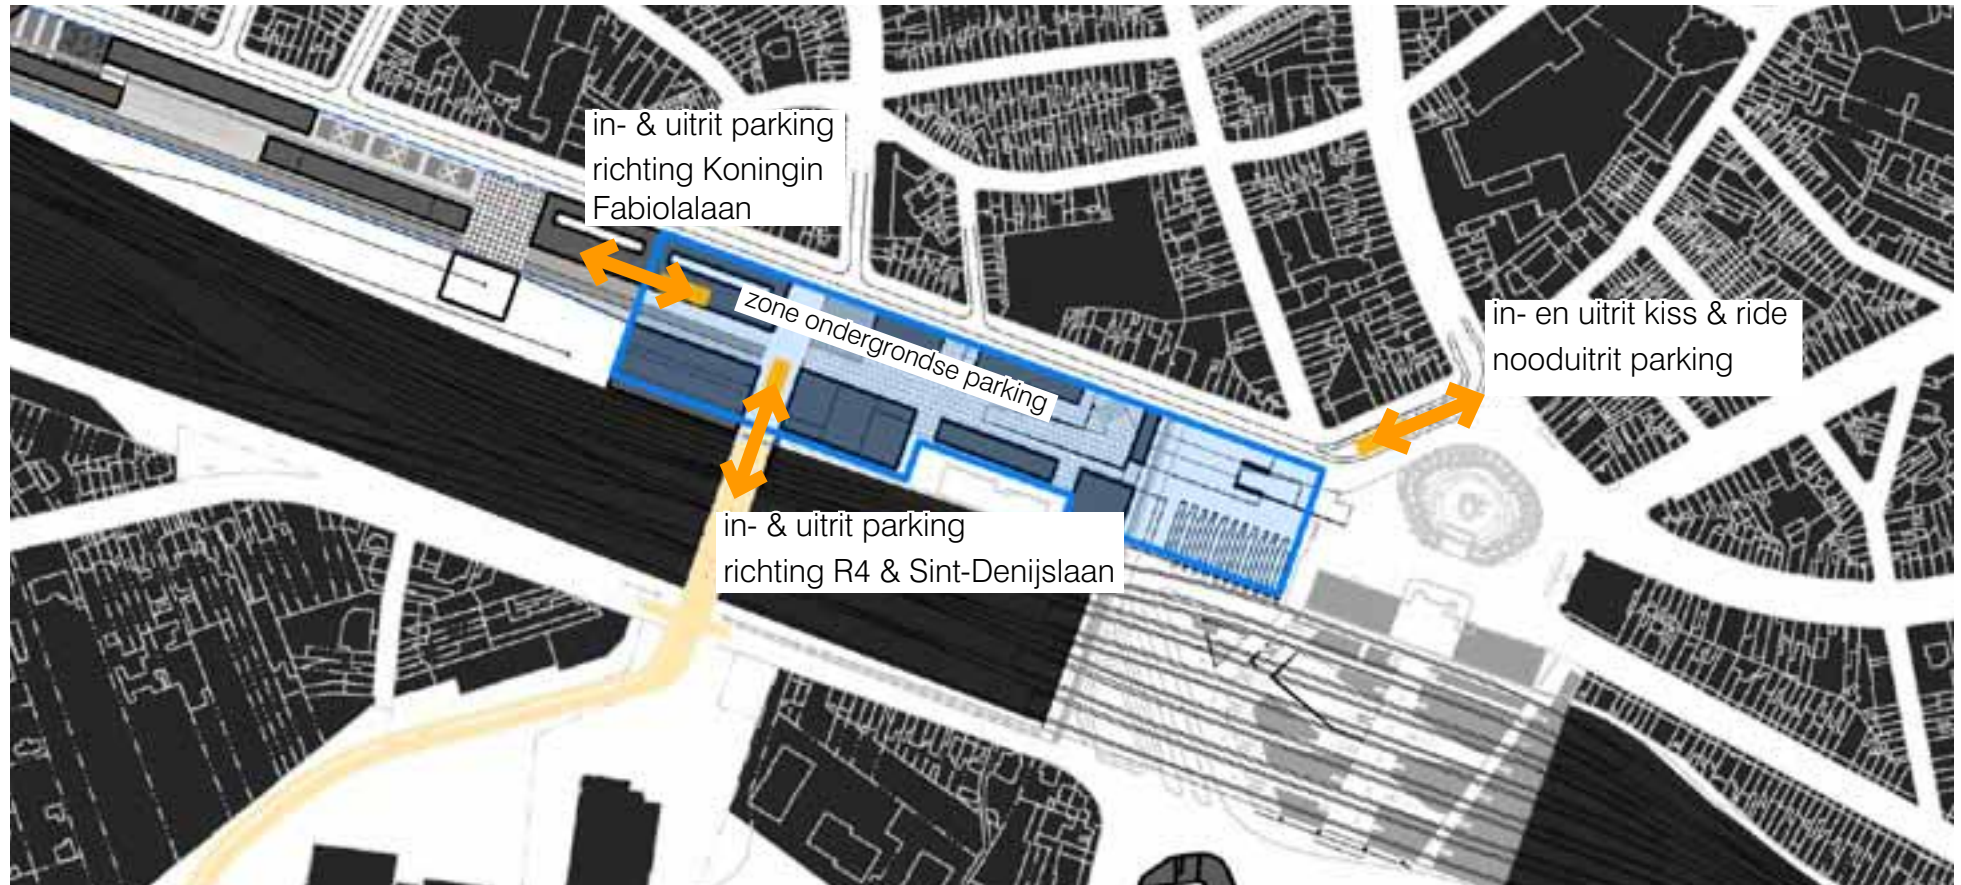 in- & uitrit parking
richting Koningin
Fabiolalaan
zone ondergrondse parking
in- en uitrit kiss & ride
nooduitrit parking
in- & uitrit parking
richting R4 & Sint-Denijslaan